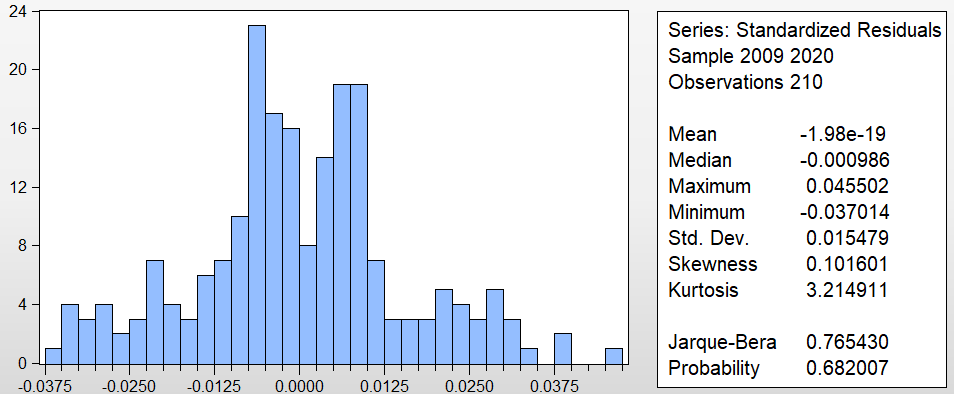 24
20
16
12
8
4
0
-0.0375 -0.0250 -0.0125 0.0000 0.0125 0.0250 0.0375
Series: Standardized Residuals
Sample 2009 2020
Observations 210
Mean -1.98e-19
Median -0.000986
Maximum 0.045502
Minimum -0.037014
Std. Dev. 0.015479
Skewness 0.101601
Kurtosis 3.214911
Jarque-Bera 0.765430
Probability 0.682007